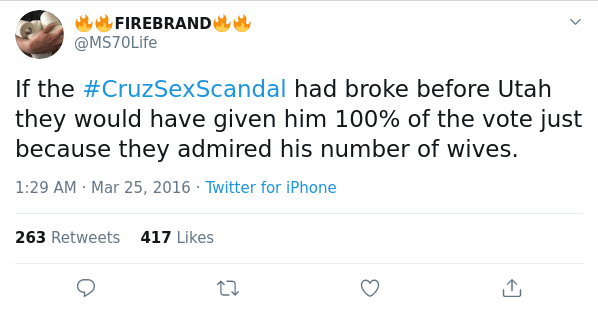 🔥🔥FIREBRAND🔥🔥
@MS70Life
If the #CruzSexScandal had broke before Utah
they would have given him 100% of the vote just
because they admired his number of wives.
1:29 AM · Mar 25, 2016 · Twitter for iPhone
263 Retweets 417 Likes